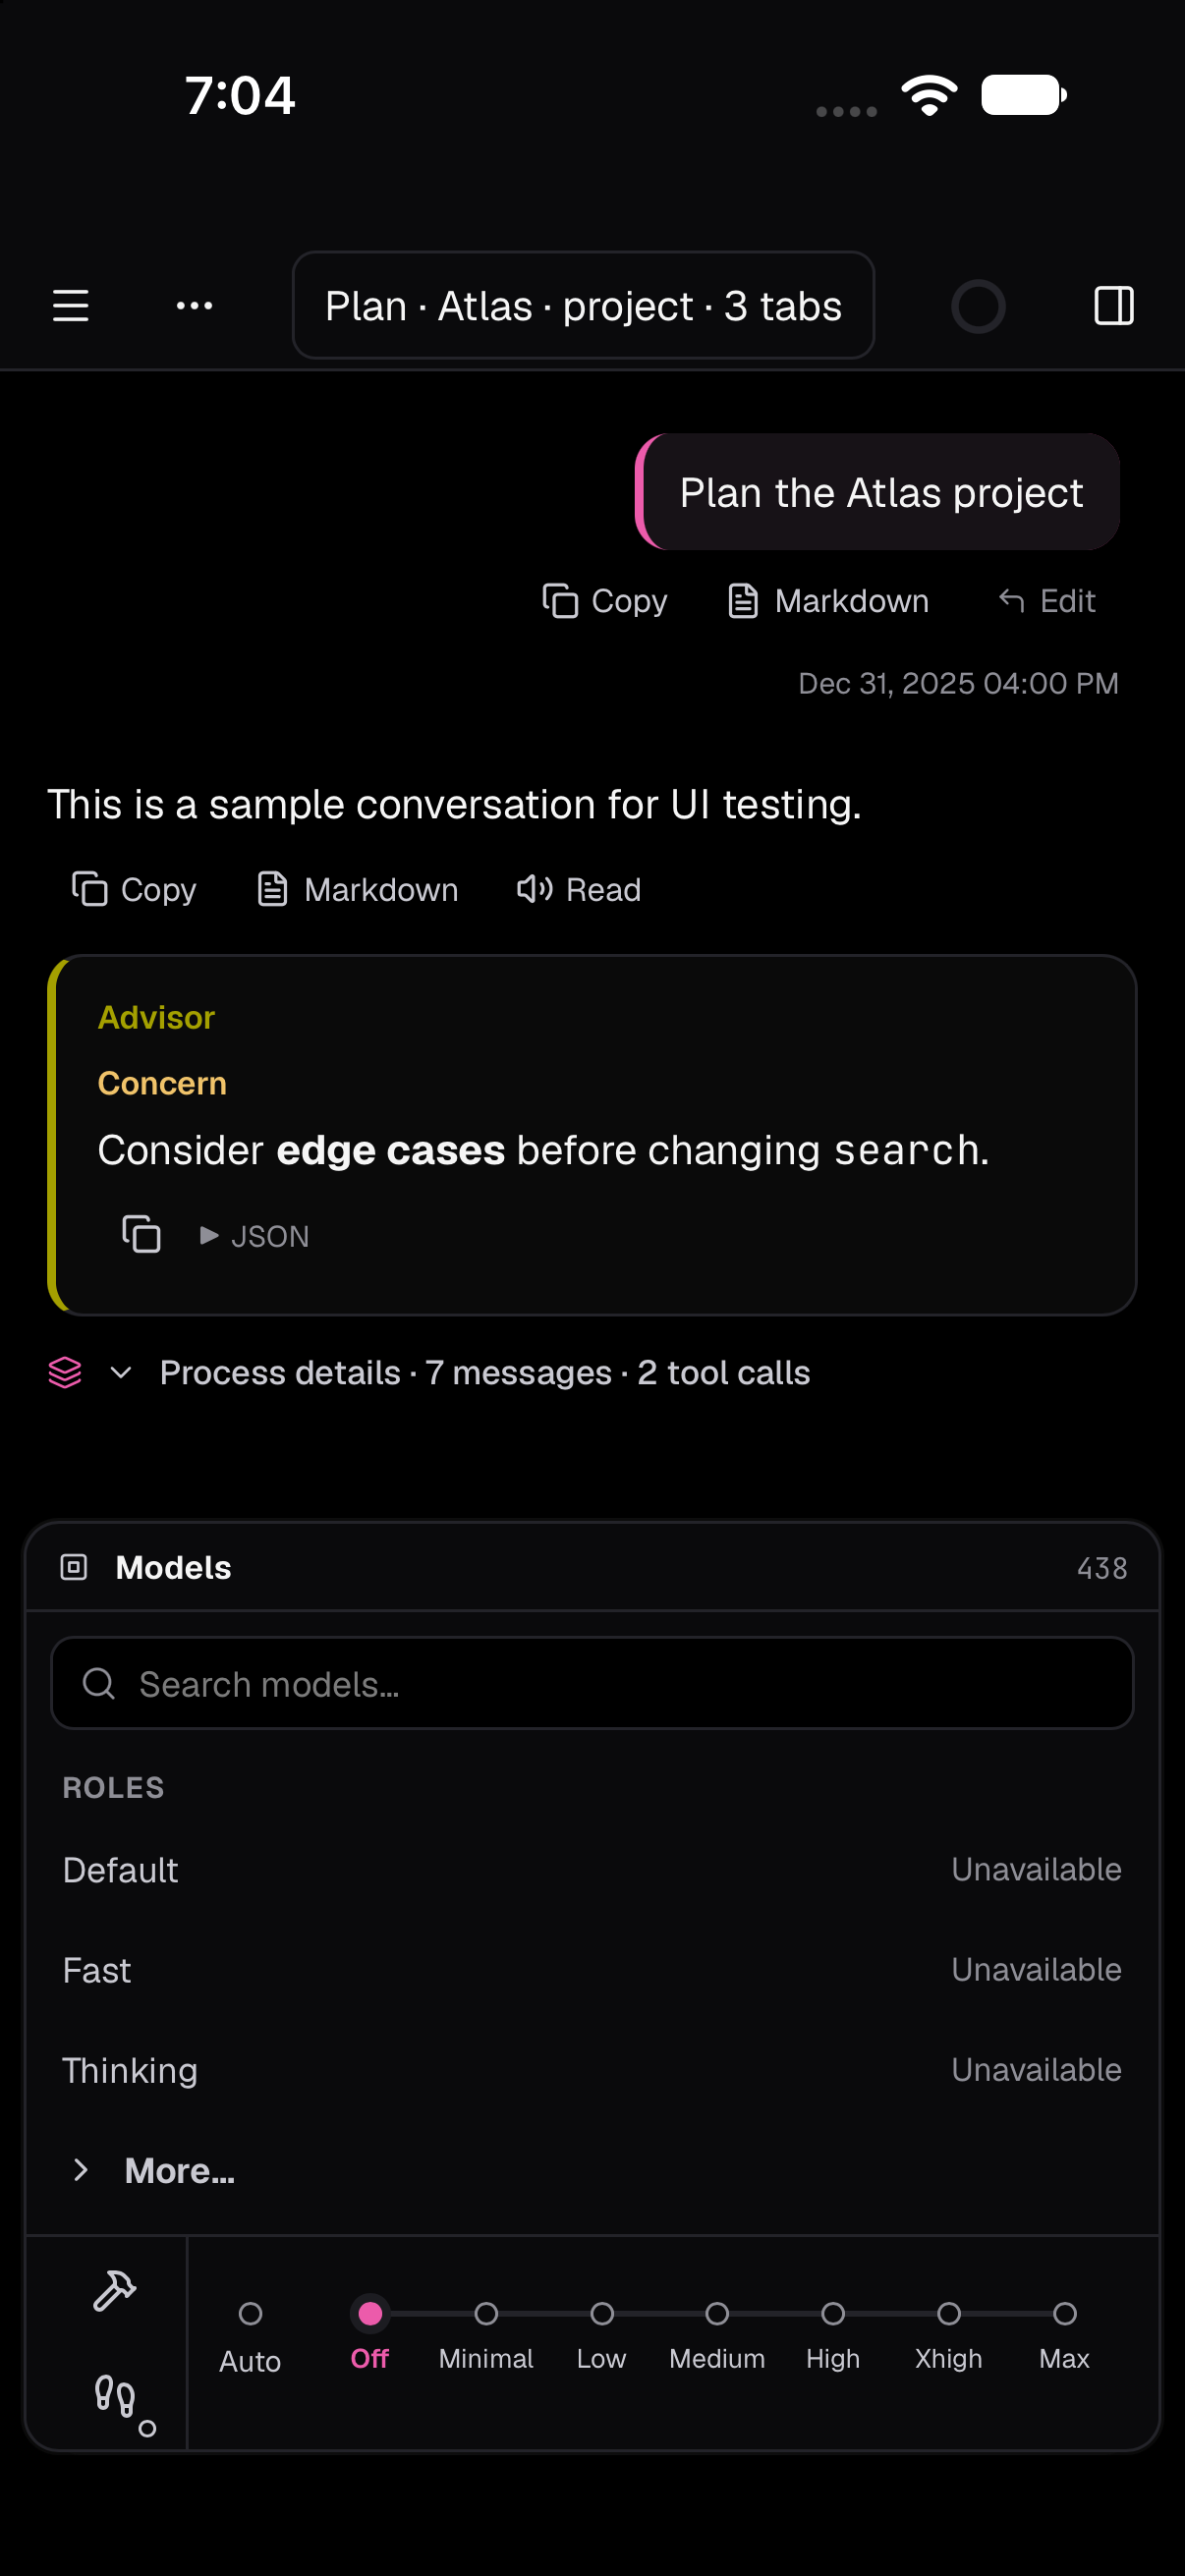 7:04
Plan · Atlas · project · 3 tabs
Plan the Atlas project
Copy Markdown Edit
Dec 31, 2025 04:00 PM
This is a sample conversation for UI testing.
Copy Markdown Read
Advisor
Concern
Consider edge cases before changing search.
JSON
Process details · 7 messages · 2 tool calls
Models 438
Search models…
ROLES
Default Unavailable
Fast Unavailable
Thinking Unavailable
More…
Auto Off Minimal Low Medium High Xhigh Max